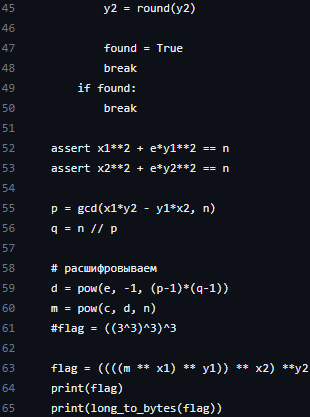 45 y2 = round(y2)
46
47 found = True
48 break
49 if found:
50 break
51
52 assert x1**2 + e*y1**2 == n
53 assert x2**2 + e*y2**2 == n
54
55 p = gcd(x1*y2 - y1*x2, n)
56 q = n // p
57
58 # расшифровываем
59 d = pow(e, -1, (p-1)*(q-1))
60 m = pow(c, d, n)
61 #flag = ((3^3)^3)^3
62
63 flag = ((((m ** x1) ** y1)) ** x2) **y2
64 print(flag)
65 print(long_to_bytes(flag))